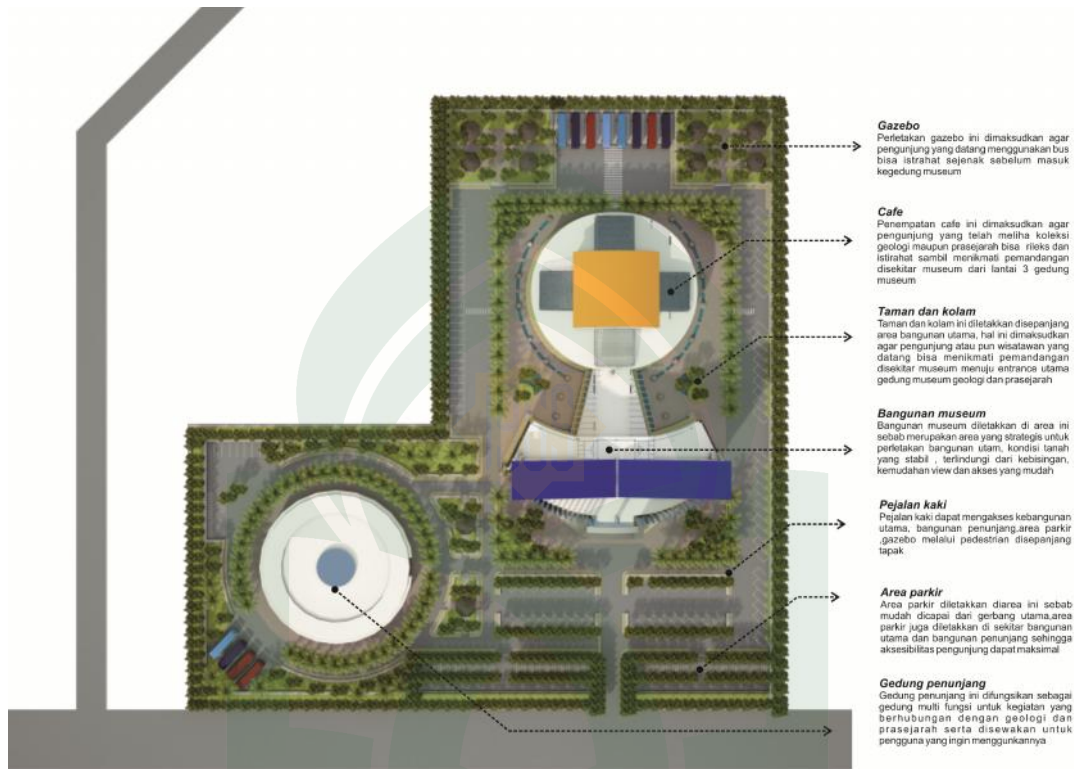 Gazebo
Perletakan gazebo ini dimaksudkan agar
pengunjung yang datang menggunakan bus
bisa istrahat sejenak sebelum masuk
kegedung museum
Cafe
Penempatan cafe ini dimaksudkan agar
pengunjung yang telah meliha koleksi
geologi maupun prasejarah bisa rileks dan
istirahat sambil menikmati pemandangan
disekitar museum dari lantai 3 gedung
museum
Taman dan kolam
Taman dan kolam ini diletakkan disepanjang
area bangunan utama, hal ini dimaksudkan
agar pengunjung atau pun wisatawan yang
datang bisa menikmati pemandangan
disekitar museum menuju entrance utama
gedung museum geologi dan prasejarah
Bangunan museum
Bangunan museum diletakkan di area ini
sebab merupakan area yang strategis untuk
perletakan bangunan utam, kondisi tanah
yang stabil , terlindungi dari kebisingan,
kemudahan view dan akses yang mudah
Pejalan kaki
Pejalan kaki dapat mengakses kebangunan
utama, bangunan penunjang,area parkir
,gazebo melalui pedestrian disepanjang
tapak
Area parkir
Area parkir diletakkan diarea ini sebab
mudah dicapai dari gerbang utama,area
parkir juga diletakkan di sekitar bangunan
utama dan bangunan penunjang sehingga
aksesibilitas pengunjung dapat maksimal
Gedung penunjang
Gedung penunjang ini difungsikan sebagai
gedung multi fungsi untuk kegiatan yang
berhubungan dengan geologi dan
prasejarah serta disewakan untuk
pengguna yang ingin menggunkannya